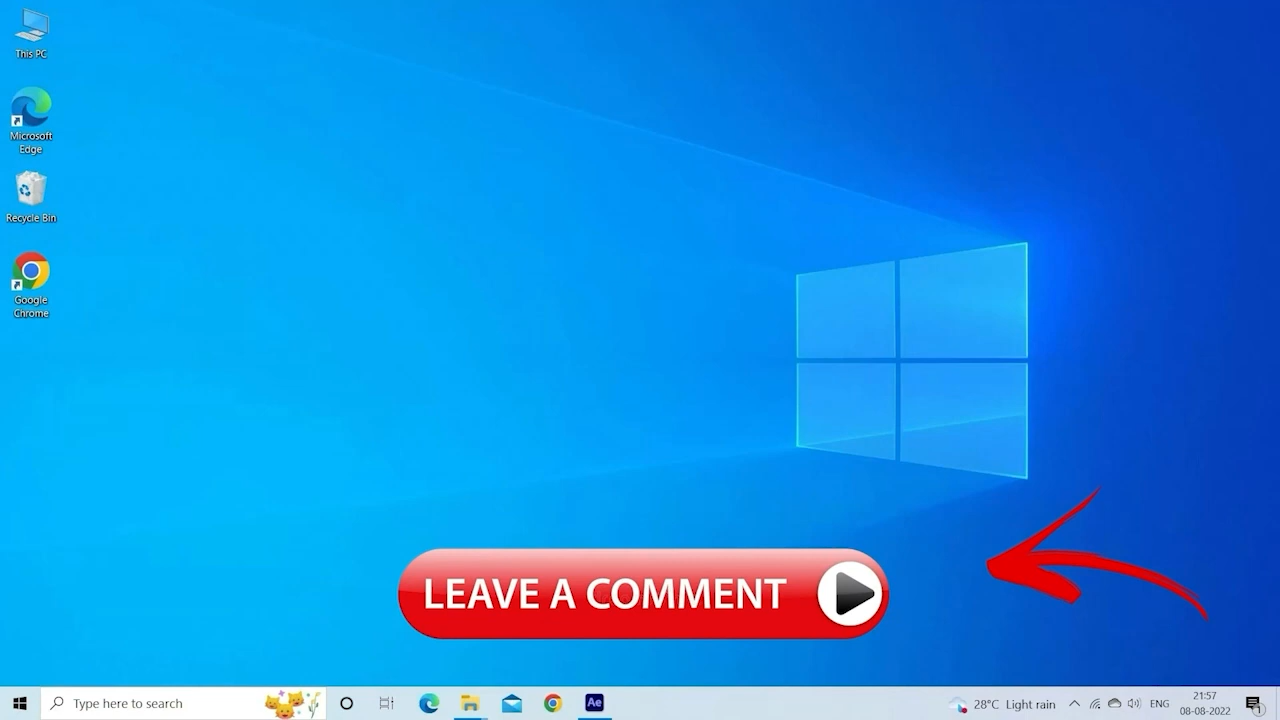 This PC
Microsoft
Edge
Recycle Bin
Google
Chrome
LEAVE A COMMENT
Type here to search
Ae
28°C Light rain
ENG
21:57
08-08-2022
1